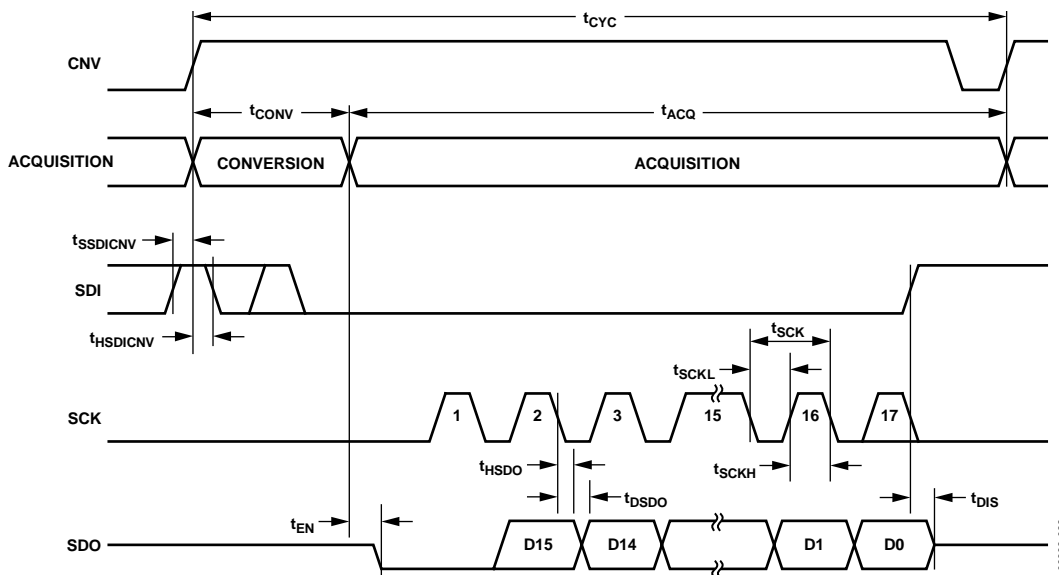 tCYC
CNV
tCONV
tACQ
ACQUISITION
CONVERSION
ACQUISITION
tSSDICNV
SDI
tHSDICNV
tSCK
tSCKL
SCK
1
2
3
15
16
17
tHSDO
tSCKH
tDSDO
tDIS
tEN
SDO
D15
D14
D1
D0